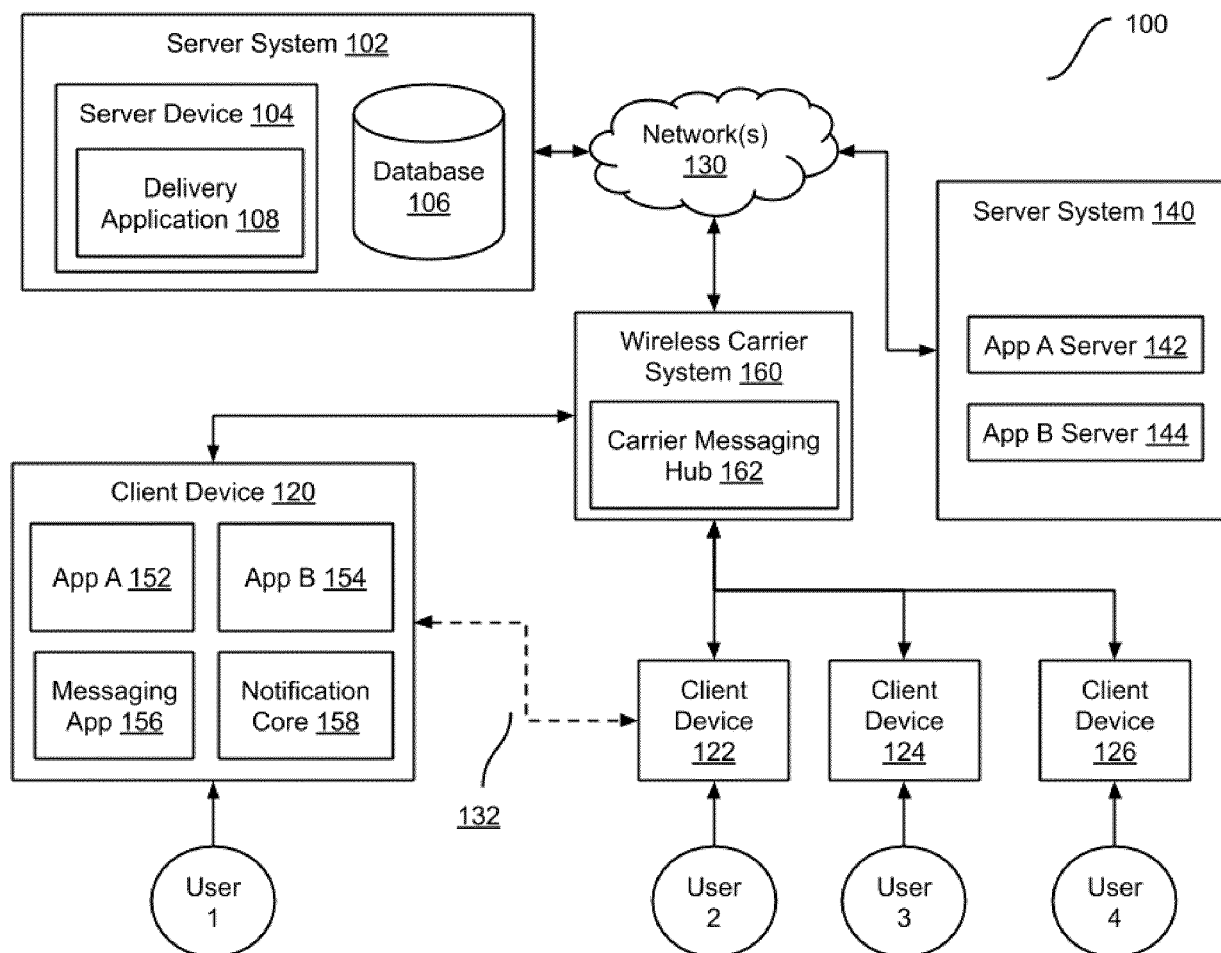 100
Server System 102
Server Device 104
Delivery
Application 108
Database
106
Network(s)
130
Server System 140
App A Server 142
App B Server 144
Wireless Carrier
System 160
Carrier Messaging
Hub 162
Client Device 120
App A 152
App B 154
Messaging
App 156
Notification
Core 158
132
Client
Device
122
Client
Device
124
Client
Device
126
User
1
User
2
User
3
User
4